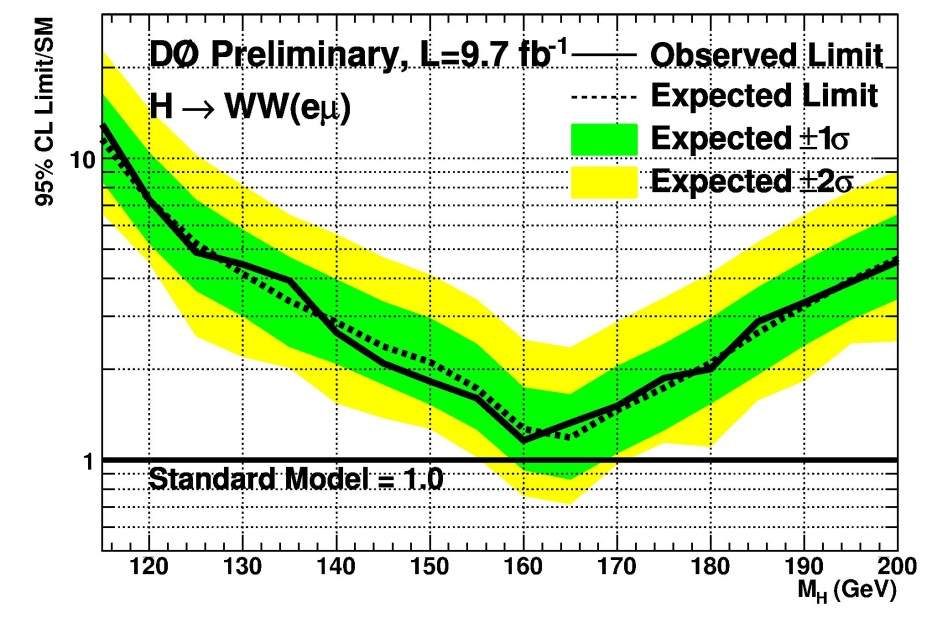 95% CL Limit/SM
DØ Preliminary, L=9.7 fb⁻¹
H → WW(eμ)
Observed Limit
Expected Limit
Expected ±1σ
Expected ±2σ
10
1
Standard Model = 1.0
120 130 140 150 160 170 180 190 200
M_H (GeV)